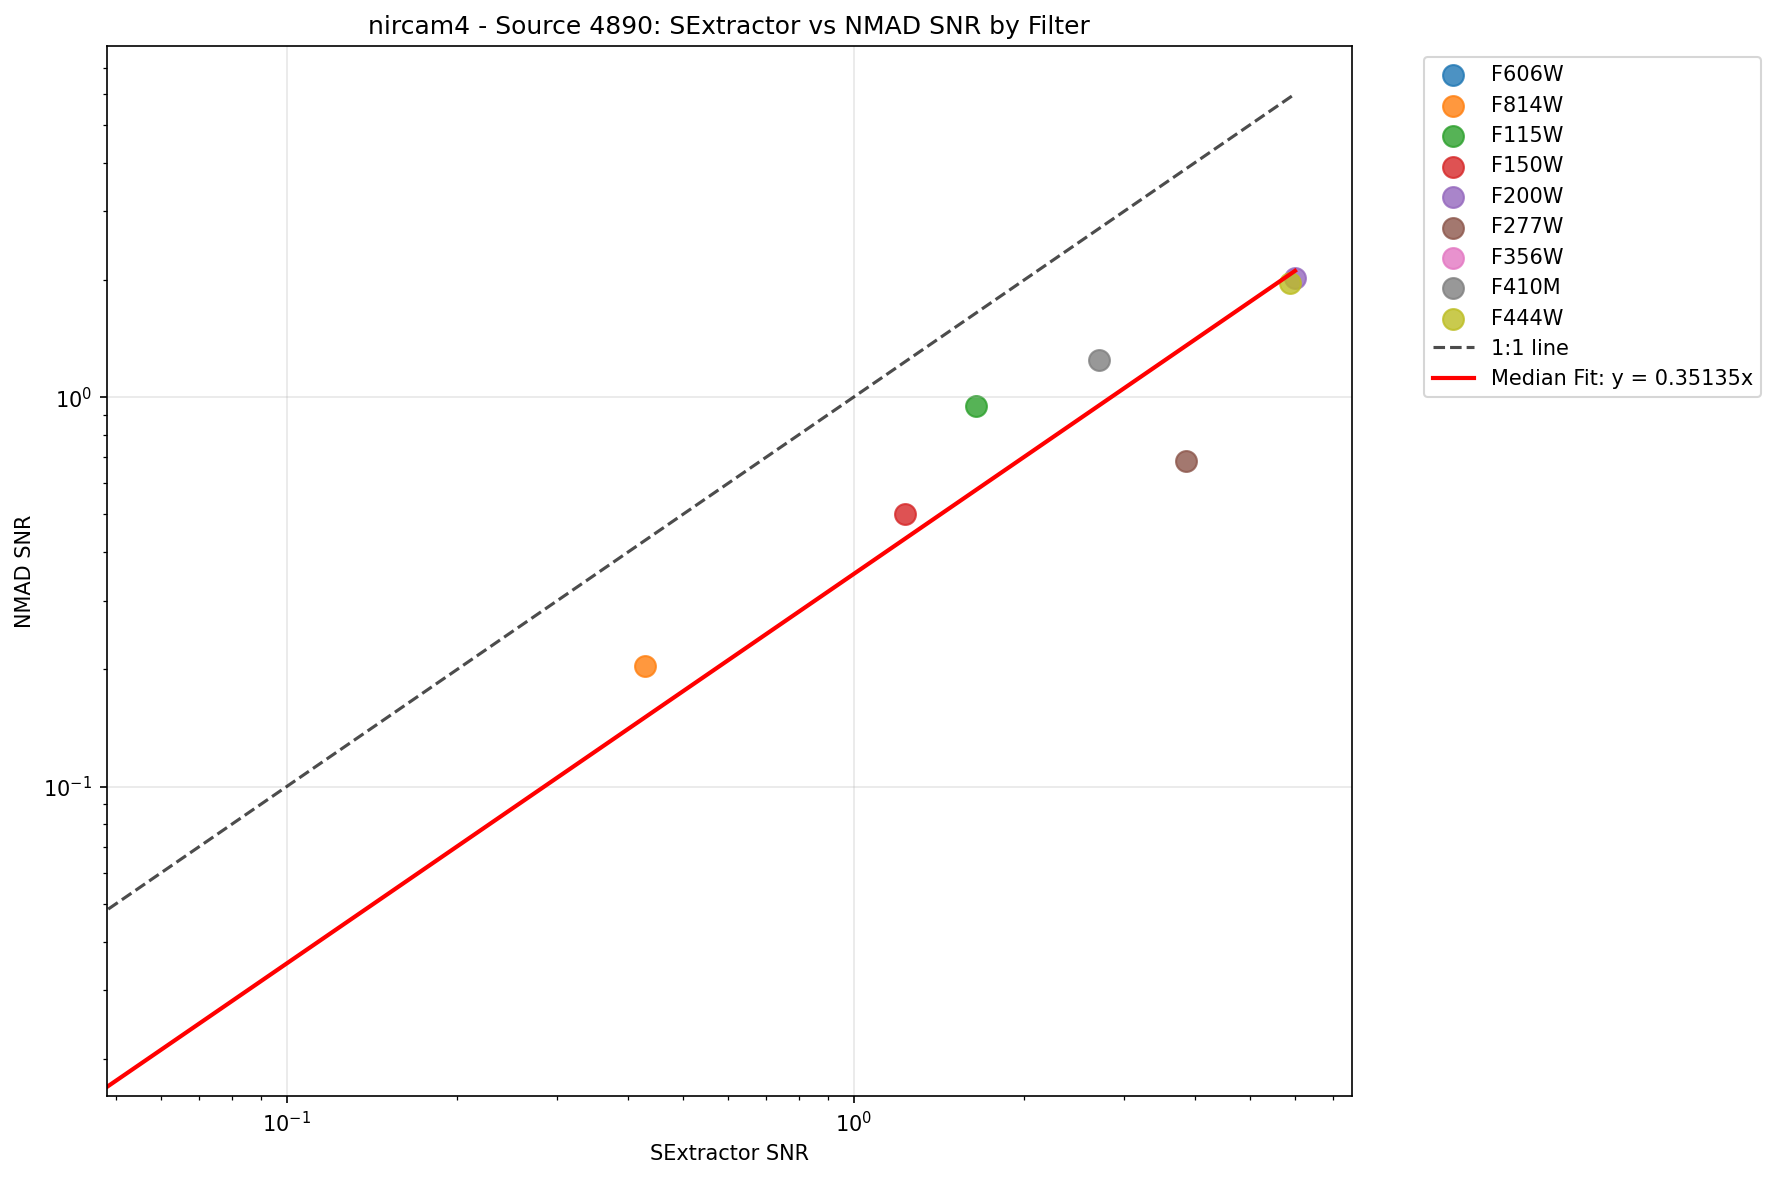 nircam4 - Source 4890: SExtractor vs NMAD SNR by Filter
F606W
F814W
F115W
F150W
F200W
F277W
F356W
F410M
F444W
1:1 line
Median Fit: y = 0.35135x
NMAD SNR
10⁰
10⁻¹
10⁻¹
10⁰
SExtractor SNR